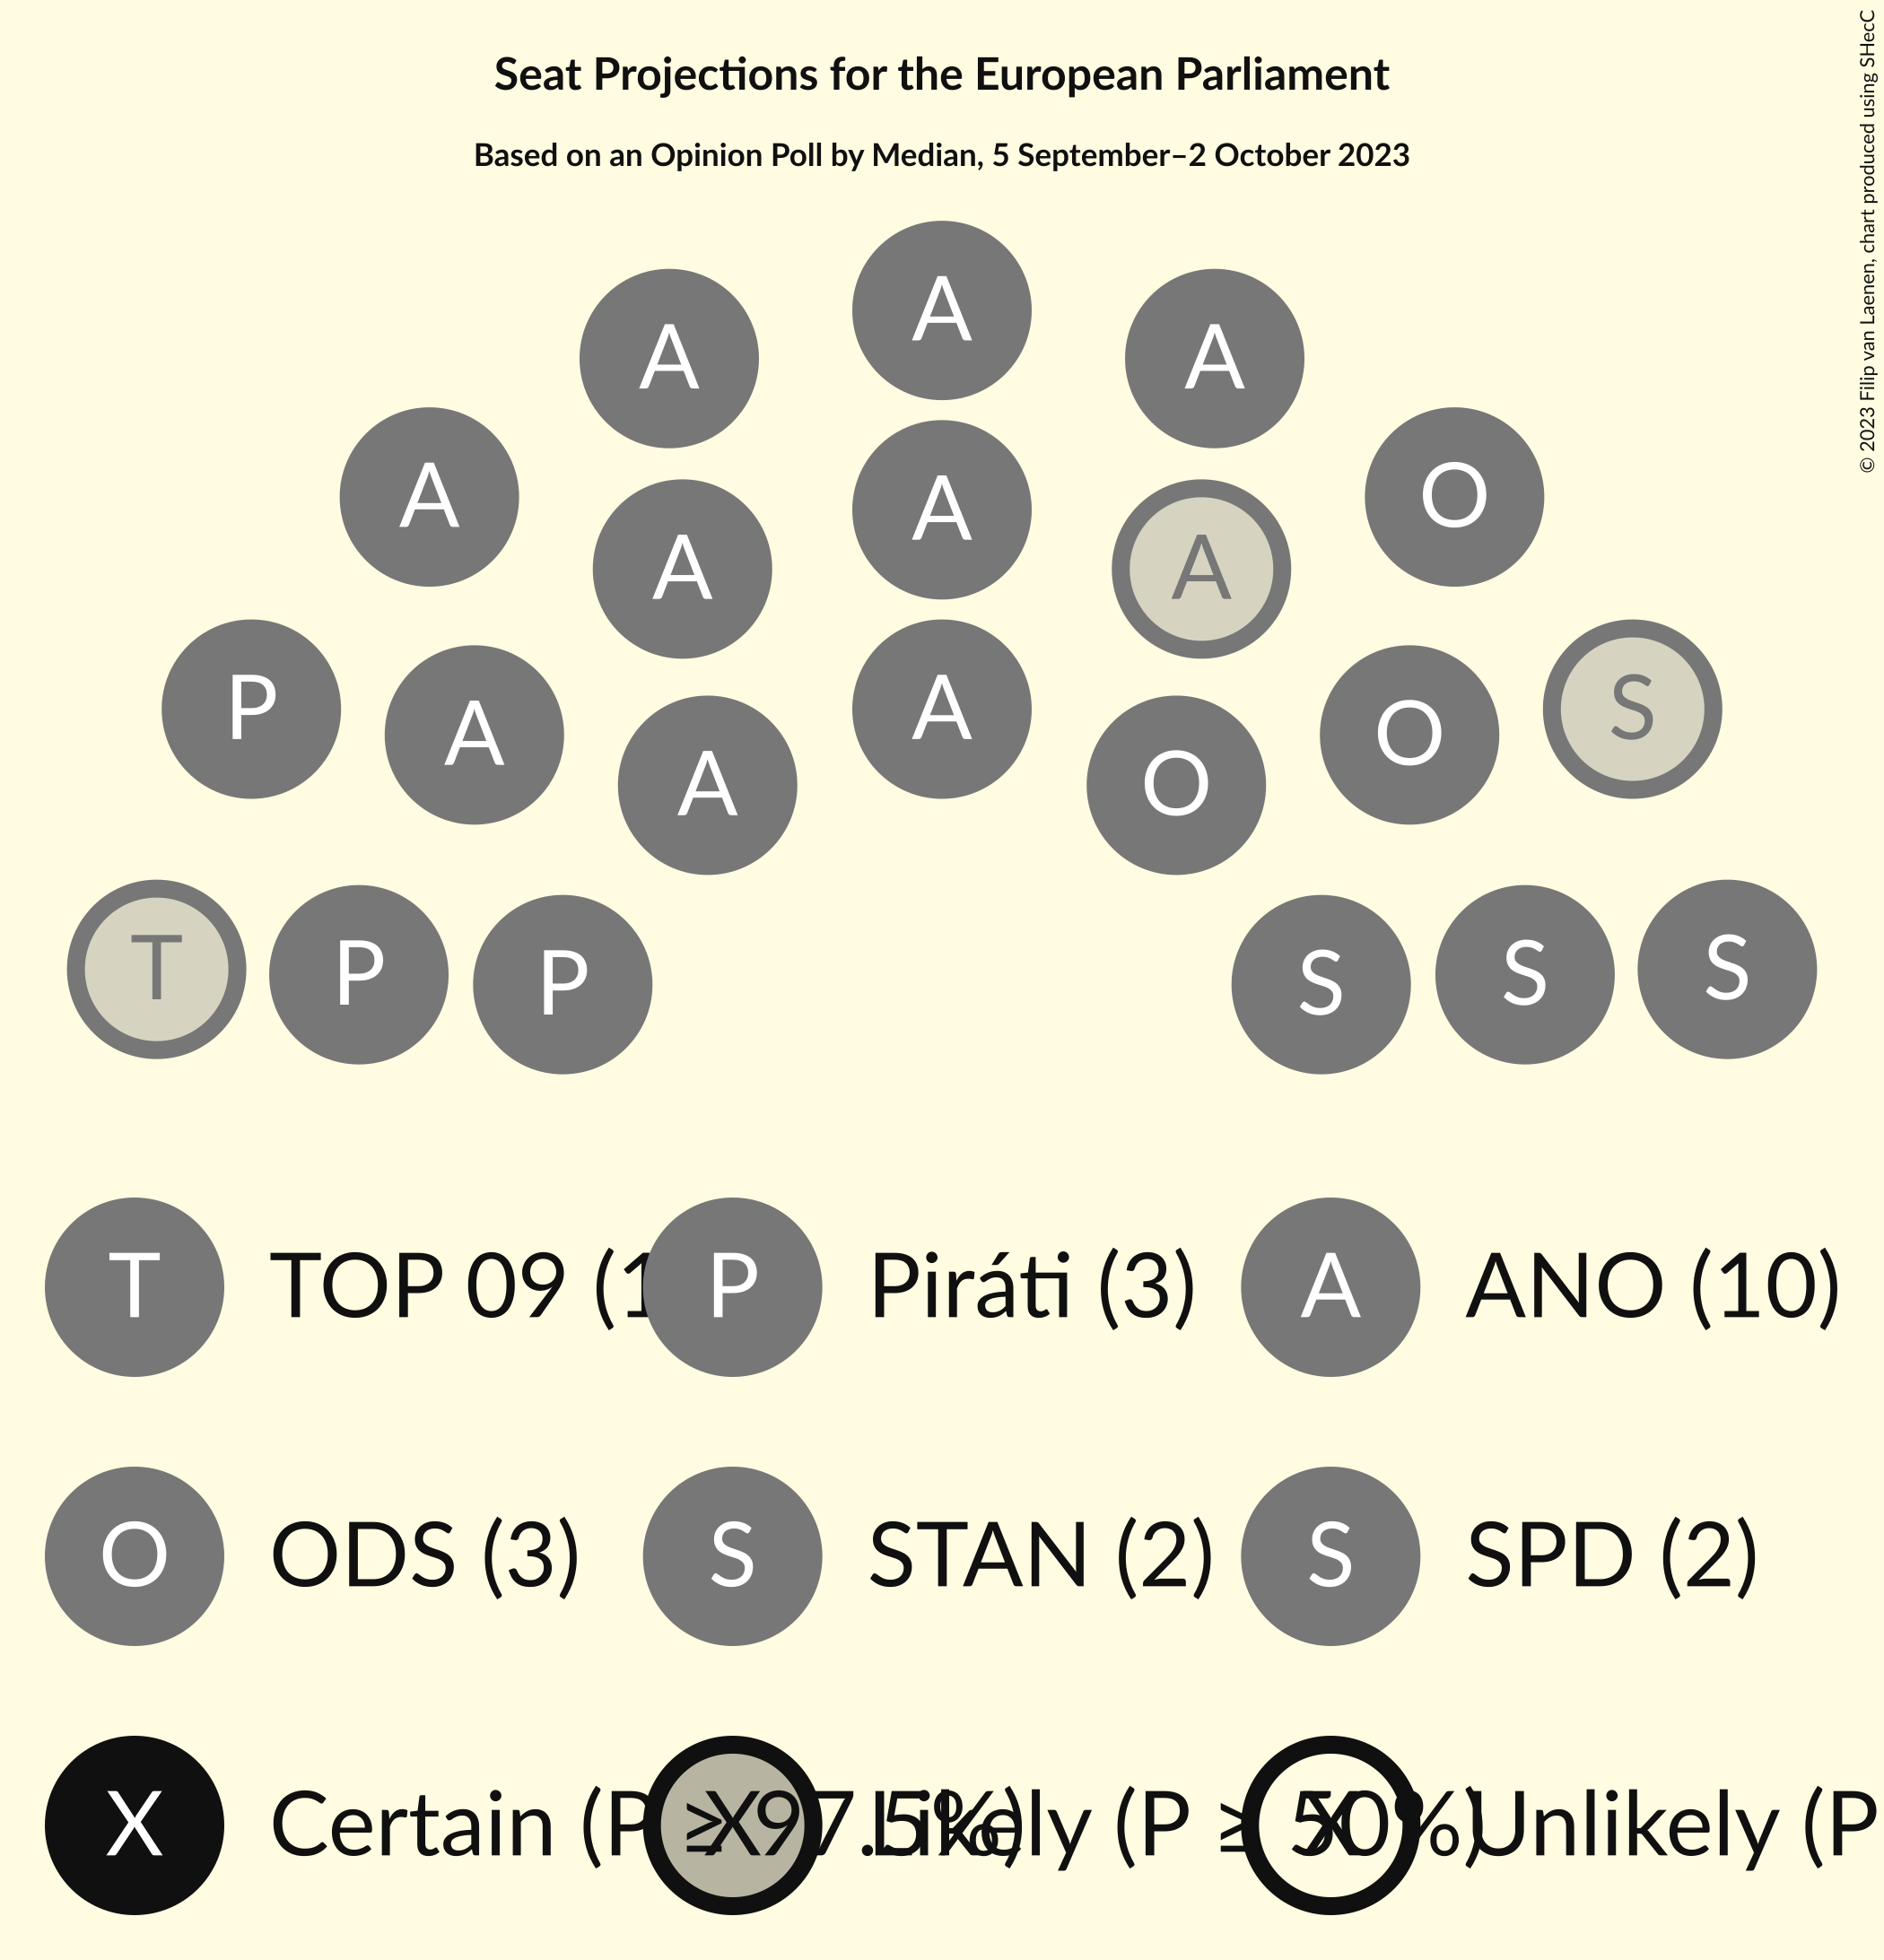 Seat Projections for the European Parliament
Based on an Opinion Poll by Median, 5 September–2 October 2023
© 2023 Filip van Laenen, chart produced using SHecC
A
A A
A O
A
A A
P S
A O
A
A O
T P P S S S
T TOP 09 (1 P Piráti (3) A ANO (10)
O ODS (3) S STAN (2) S SPD (2)
X Certain (P ≥ 97.5%) X Likely (P ≥ 50%) X Unlikely (P